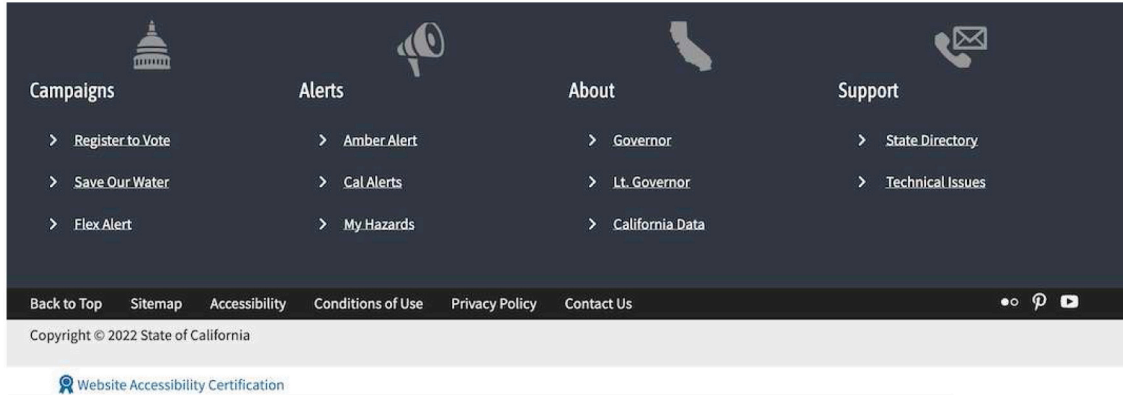 Campaigns
Register to Vote
Save Our Water
Flex Alert
Alerts
Amber Alert
Cal Alerts
My Hazards
About
Governor
Lt. Governor
California Data
Support
State Directory
Technical Issues
Back to Top Sitemap Accessibility Conditions of Use Privacy Policy Contact Us
Copyright © 2022 State of California
Website Accessibility Certification